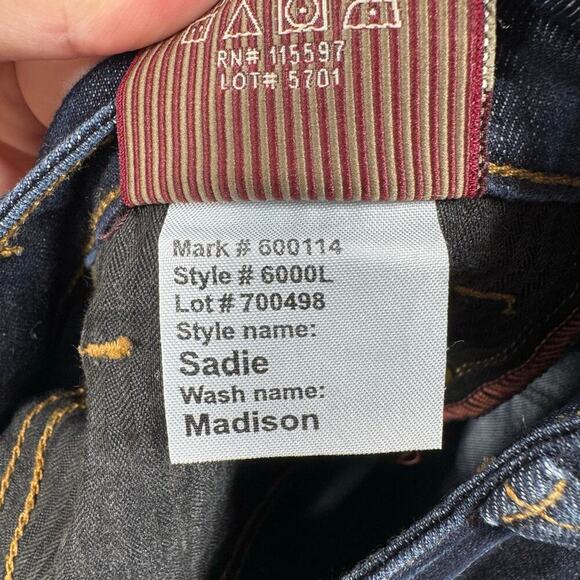 RN# 115597
LOT# 5701
Mark # 600114
Style # 6000L
Lot # 700498
Style name:
Sadie
Wash name:
Madison